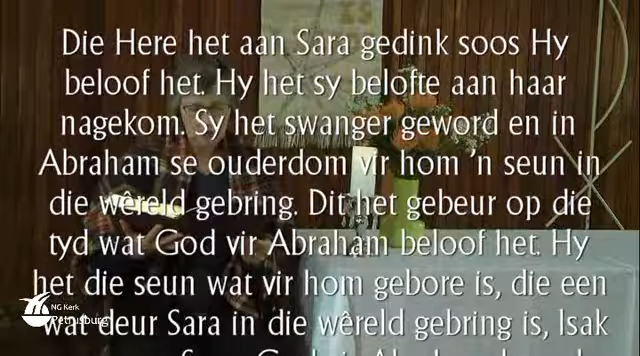 Die Here het aan Sara gedink soos Hy
beloof het. Hy het sy belofte aan haar
nagekom. Sy het swanger geword en in
Abraham se ouderdom vir hom 'n seun in
die wêreld gebring. Dit het gebeur op die
tyd wat God vir Abraham beloof het. Hy
het die seun wat vir hom gebore is, die een
wat deur Sara in die wêreld gebring is, Isak
NG Kerk
Petrusburg